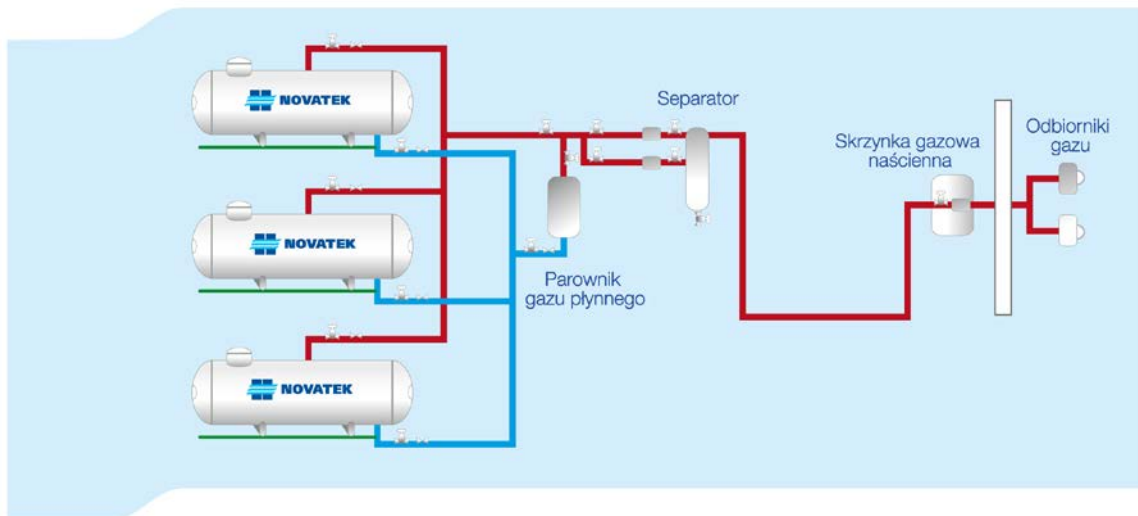 NOVATEK
Separator
Skrzynka gazowa
naścienna
Odbiorniki
gazu
NOVATEK
Parownik
gazu płynnego
NOVATEK